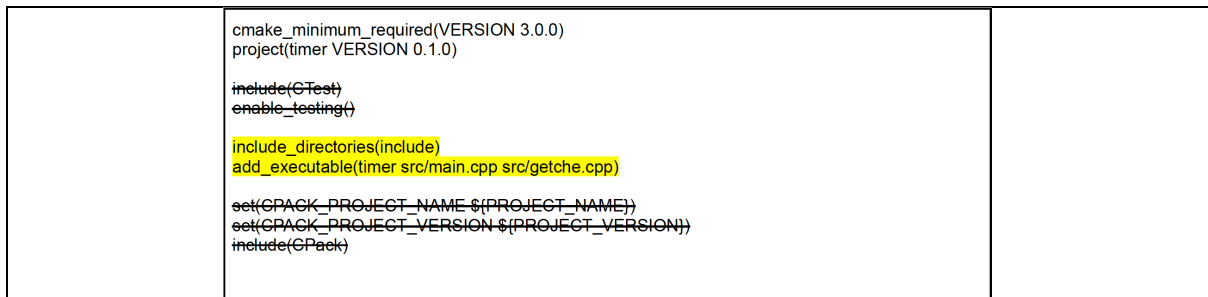 cmake_minimum_required(VERSION 3.0.0)
project(timer VERSION 0.1.0)
include(CTest)
enable_testing()
include_directories(include)
add_executable(timer src/main.cpp src/getche.cpp)
set(CPACK_PROJECT_NAME ${PROJECT_NAME})
set(CPACK_PROJECT_VERSION ${PROJECT_VERSION})
include(CPack)